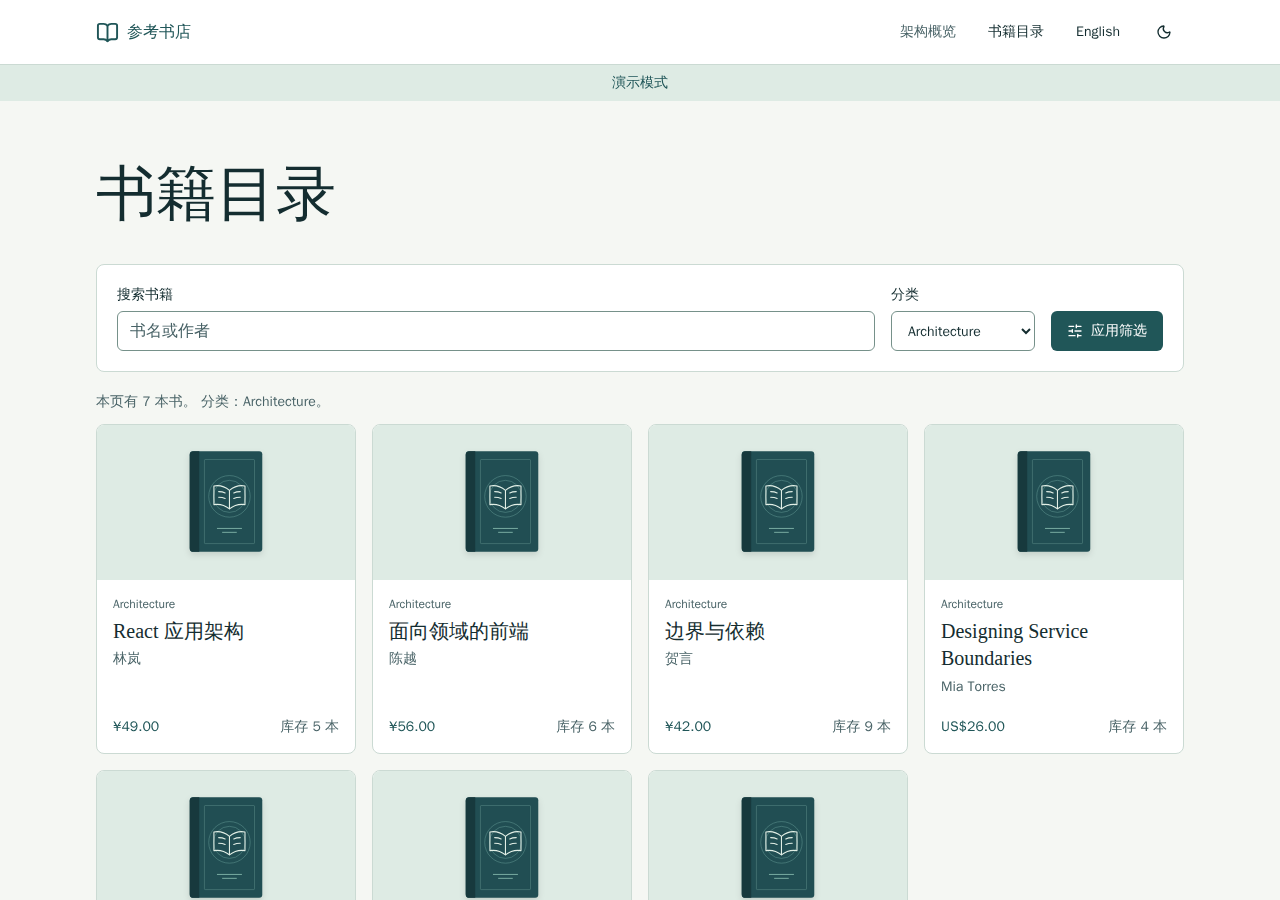 参考书店
架构概览
书籍目录
English
演示模式
书籍目录
搜索书籍
书名或作者
分类
Architecture
应用筛选
本页有 7 本书。 分类：Architecture。
Architecture
React 应用架构
林岚
¥49.00
库存 5 本
Architecture
面向领域的前端
陈越
¥56.00
库存 6 本
Architecture
边界与依赖
贺言
¥42.00
库存 9 本
Architecture
Designing Service
Boundaries
Mia Torres
US$26.00
库存 4 本